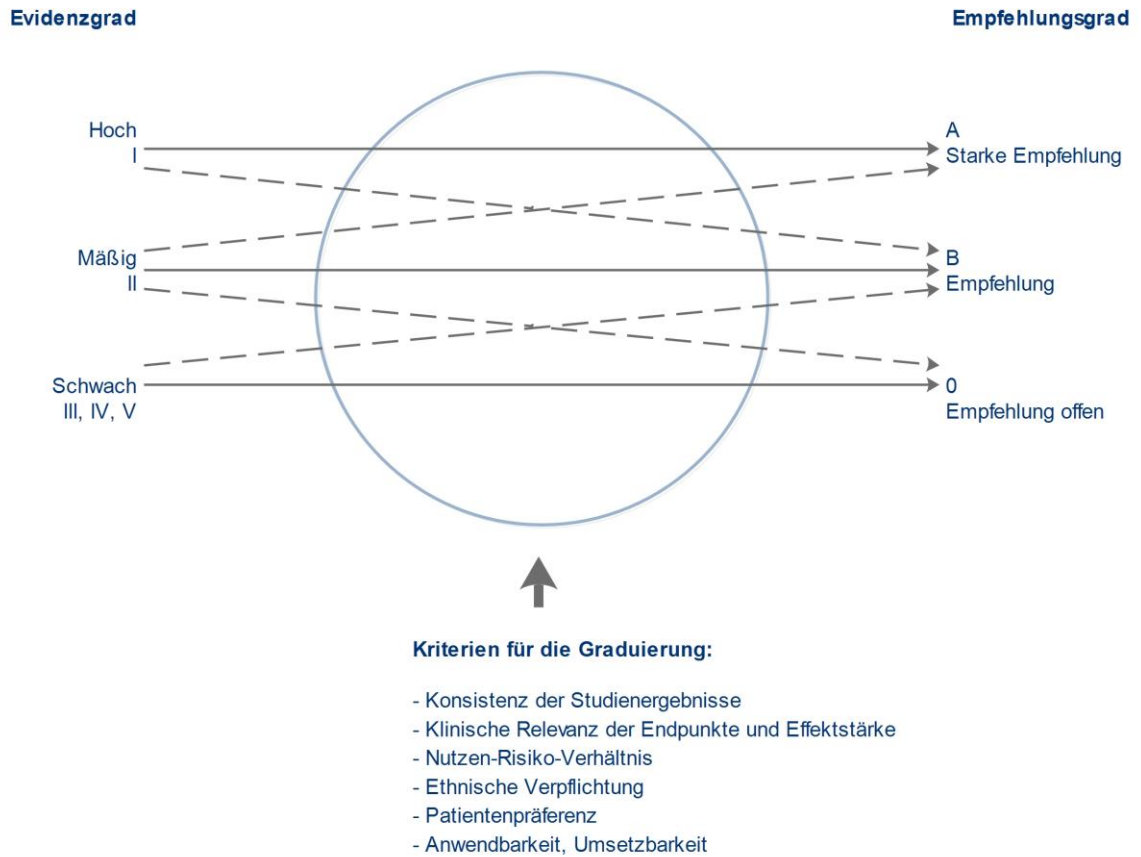 Evidenzgrad
Empfehlungsgrad
Hoch
I
A
Starke Empfehlung
Mäßig
II
B
Empfehlung
Schwach
III, IV, V
0
Empfehlung offen
Kriterien für die Graduierung:
- Konsistenz der Studienergebnisse
- Klinische Relevanz der Endpunkte und Effektstärke
- Nutzen-Risiko-Verhältnis
- Ethnische Verpflichtung
- Patientenpräferenz
- Anwendbarkeit, Umsetzbarkeit